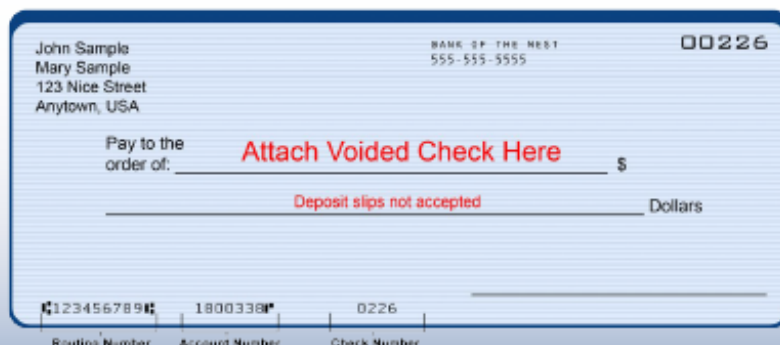 John Sample
Mary Sample
123 Nice Street
Anytown, USA
BANK OF THE NEST
555-555-5555
00226
Pay to the
order of:
Attach Voided Check Here
$
Deposit slips not accepted
Dollars
⑆123456789⑆ 1800338⑈ 0226
Routing Number Account Number Check Number